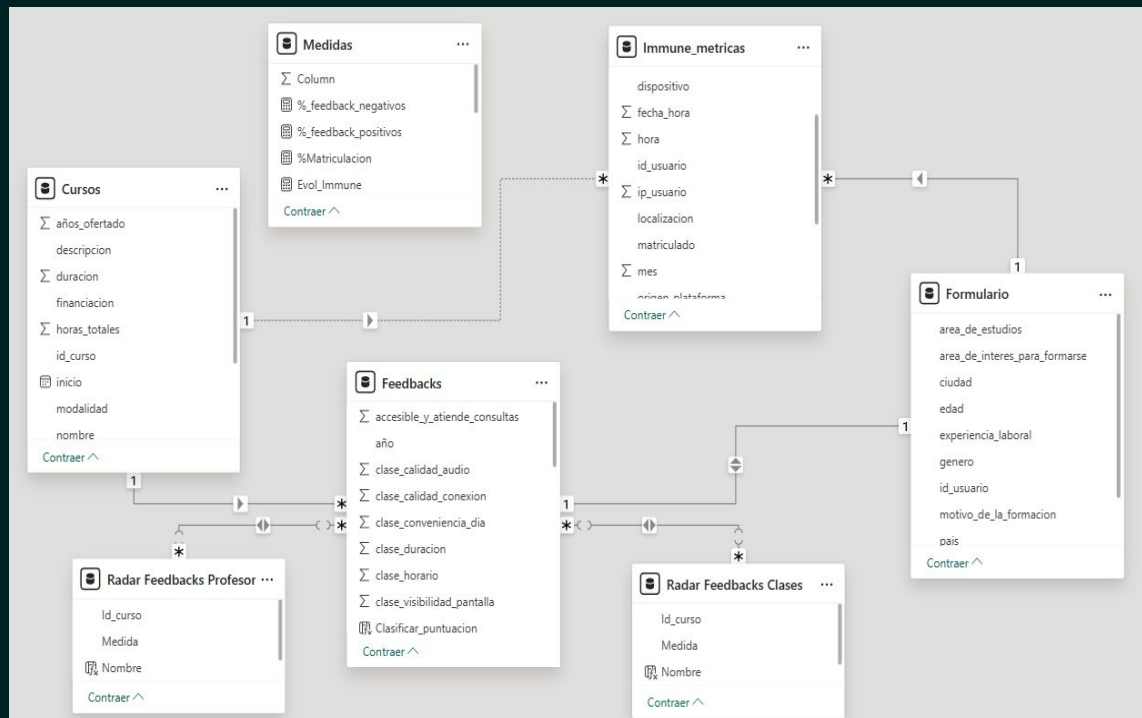 Medidas ...
Column
%_feedback_negativos
%_feedback_positivos
%Matriculacion
Evol_Immune
Contraer
Immune_metricas ...
dispositivo
fecha_hora
hora
id_usuario
ip_usuario
localizacion
matriculado
mes
origen_plataforma
Contraer
Cursos ...
años_ofertado
descripcion
duracion
financiacion
horas_totales
id_curso
inicio
modalidad
nombre
Contraer
Formulario ...
area_de_estudios
area_de_interes_para_formarse
ciudad
edad
experiencia_laboral
genero
id_usuario
motivo_de_la_formacion
pais
Contraer
Feedbacks ...
accesible_y_atiende_consultas
año
clase_calidad_audio
clase_calidad_conexion
clase_conveniencia_dia
clase_duracion
clase_horario
clase_visibilidad_pantalla
Clasificar_puntuacion
Contraer
1
*
*
1
1
*
1
1
*
*
*
*
Radar Feedbacks Profesor ...
Id_curso
Medida
Nombre
Contraer
Radar Feedbacks Clases ...
Id_curso
Medida
Nombre
Contraer